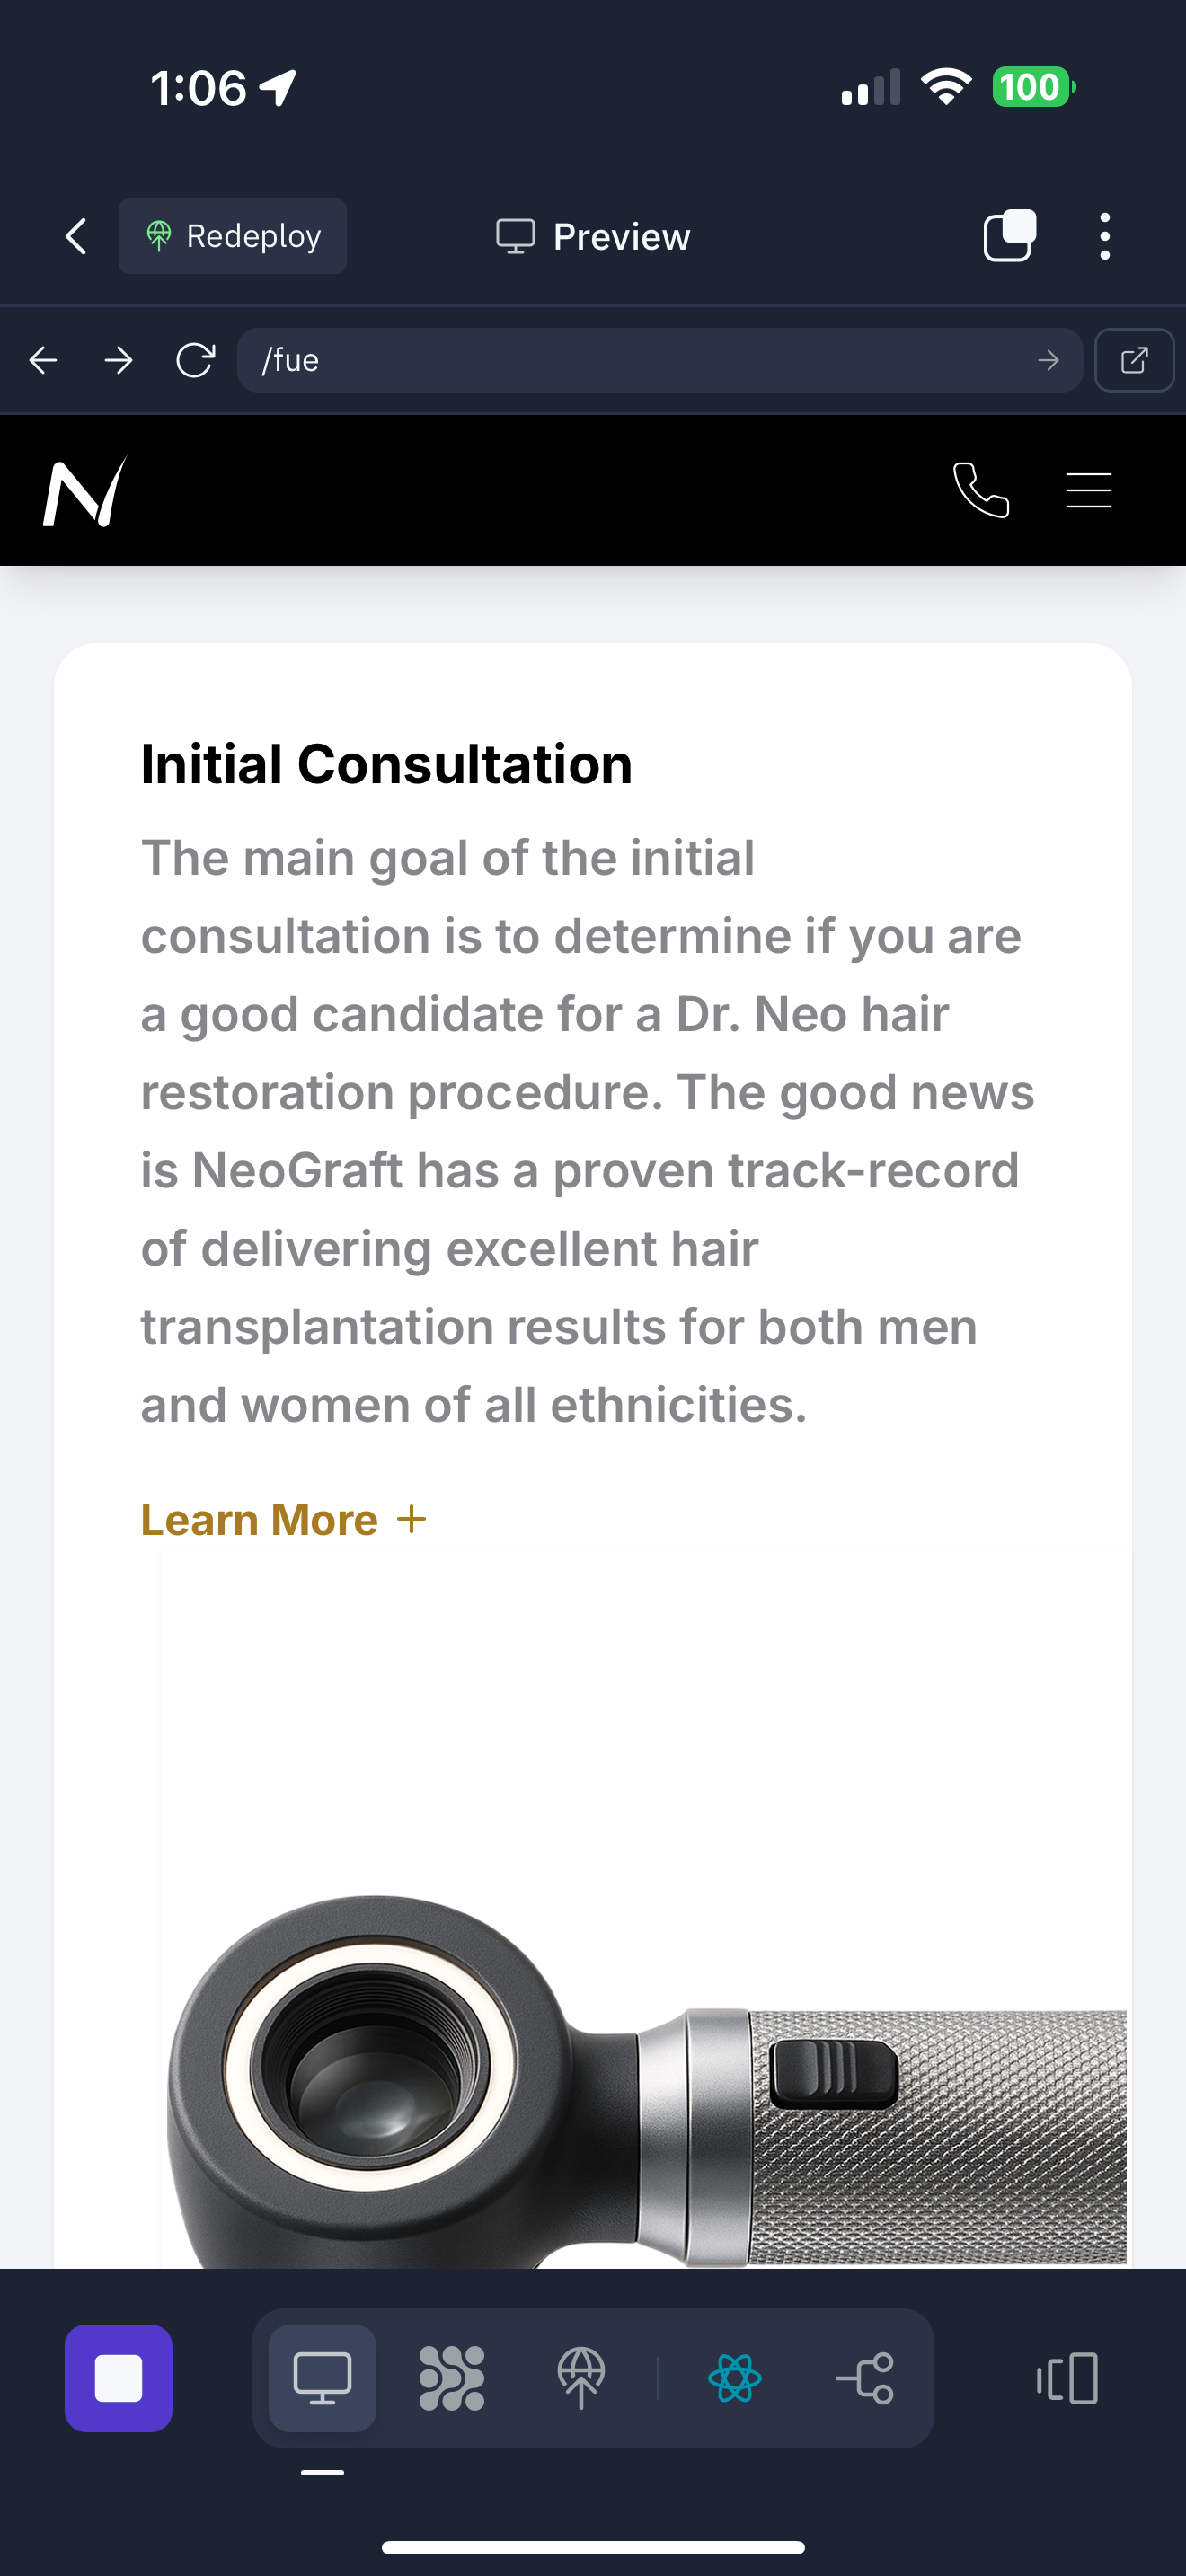 1:06
100
Redeploy
Preview
/fue
N
Initial Consultation
The main goal of the initial
consultation is to determine if you are
a good candidate for a Dr. Neo hair
restoration procedure. The good news
is NeoGraft has a proven track-record
of delivering excellent hair
transplantation results for both men
and women of all ethnicities.
Learn More +